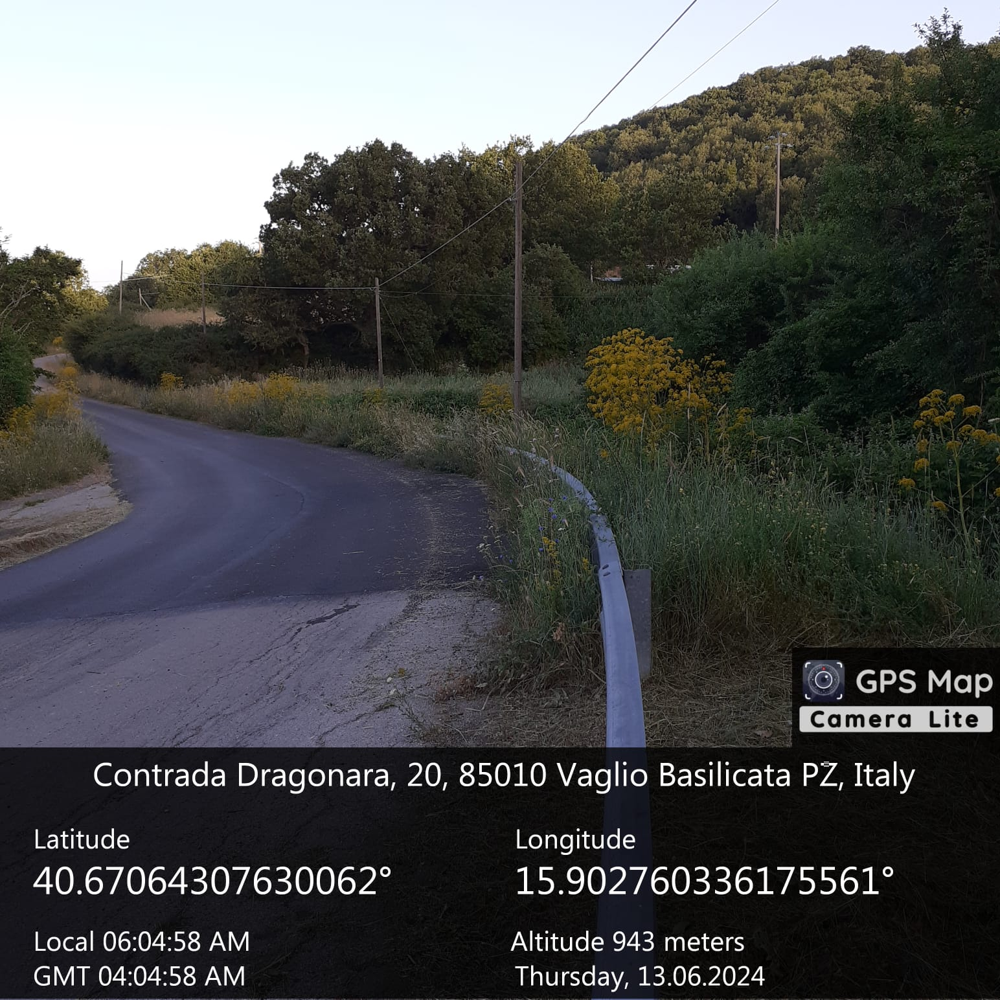 GPS Map
Camera Lite
Contrada Dragonara, 20, 85010 Vaglio Basilicata PZ, Italy
Latitude
40.67064307630062°
Longitude
15.902760336175561°
Local 06:04:58 AM
GMT 04:04:58 AM
Altitude 943 meters
Thursday, 13.06.2024